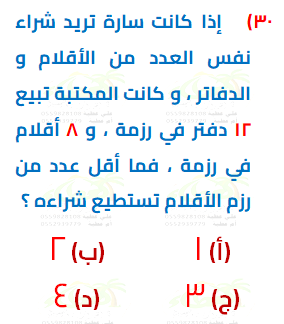 ٣٠) إذا كانت سارة تريد شراء
نفس العدد من الأقلام و
الدفاتر ، و كانت المكتبة تبيع
١٢ دفتر في رزمة ، و ٨ أقلام
في رزمة ، فما أقل عدد من
رزم الأقلام تستطيع شراءه ؟
(أ) ١ (ب) ٢
(ج) ٣ (د) ٤